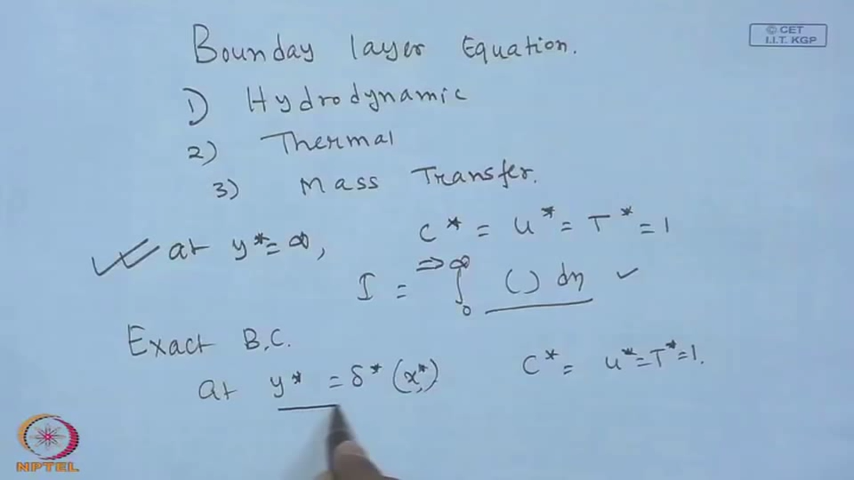 Bounday layer Equation.
© CET
I.I.T. KGP
1) Hydrodynamic
2) Thermal
3) Mass Transfer.
at y* = ∞, c* = u* = T* = 1
I = ⇒ ∫₀^∞ ( ) dη ✓
Exact B.C.
at y* = δ* (x*) c* = u* = T* = 1.
NPTEL